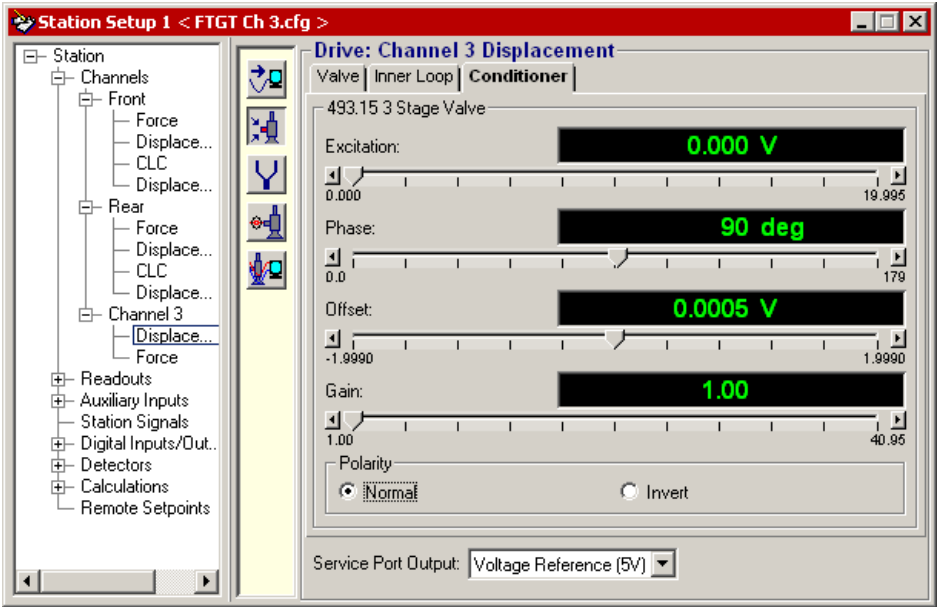 Station Setup 1 < FTGT Ch 3.cfg >
Station
Channels
Front
Force
Displace...
CLC
Displace...
Rear
Force
Displace...
CLC
Displace...
Channel 3
Displace...
Force
Readouts
Auxiliary Inputs
Station Signals
Digital Inputs/Out..
Detectors
Calculations
Remote Setpoints
Drive: Channel 3 Displacement
Valve Inner Loop Conditioner
493.15 3 Stage Valve
Excitation: 0.000 V
0.000 19.995
Phase: 90 deg
0.0 179
Offset: 0.0005 V
-1.9990 1.9990
Gain: 1.00
1.00 40.95
Polarity
Normal Invert
Service Port Output: Voltage Reference (5V)